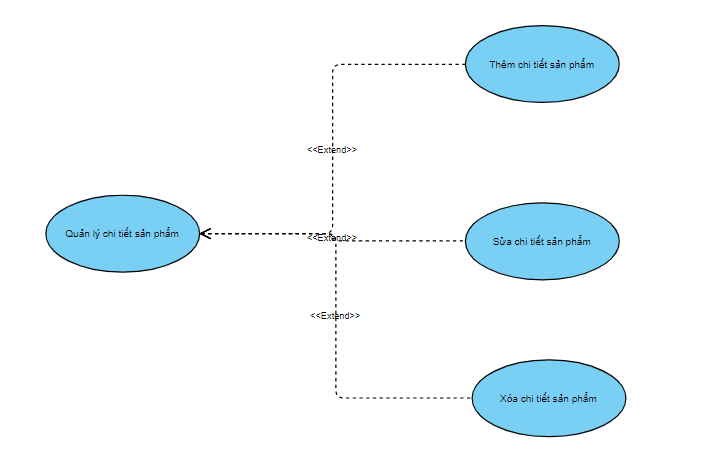 Thêm chi tiết sản phẩm
<<Extend>>
Quản lý chi tiết sản phẩm
<<Extend>>
Sửa chi tiết sản phẩm
<<Extend>>
Xóa chi tiết sản phẩm